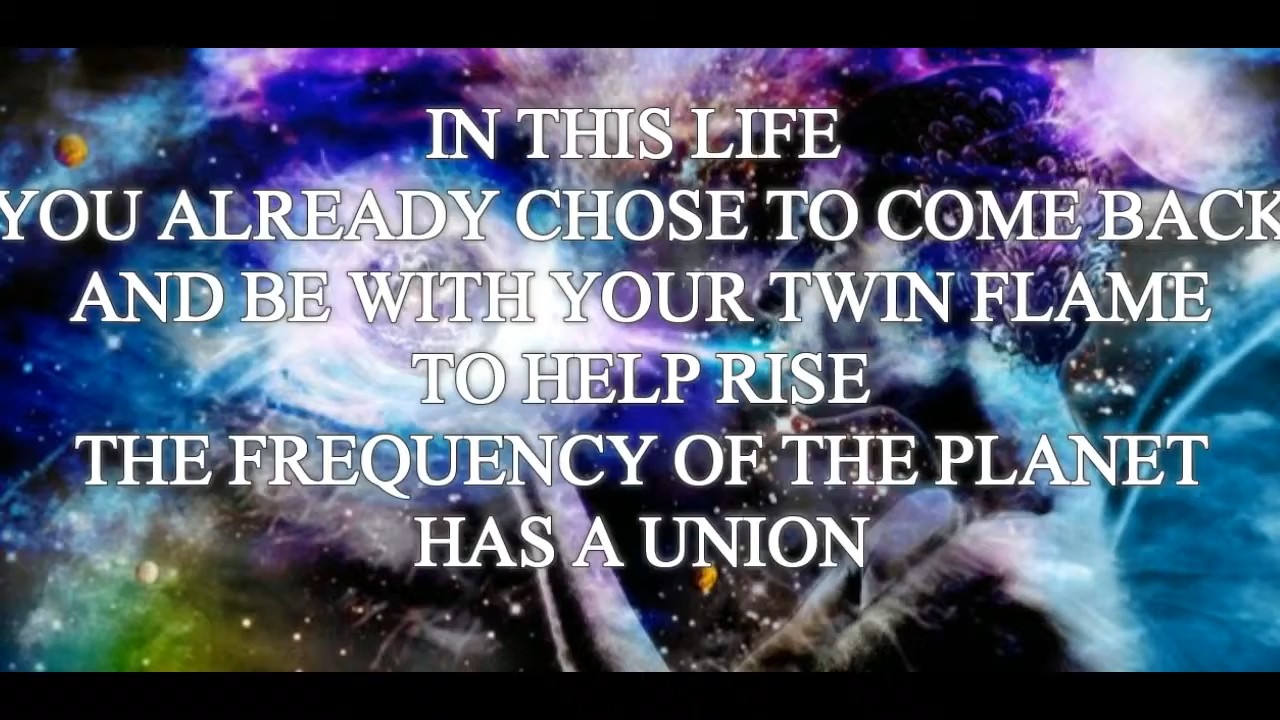 IN THIS LIFE
YOU ALREADY CHOSE TO COME BACK
AND BE WITH YOUR TWIN FLAME
TO HELP RISE
THE FREQUENCY OF THE PLANET
HAS A UNION